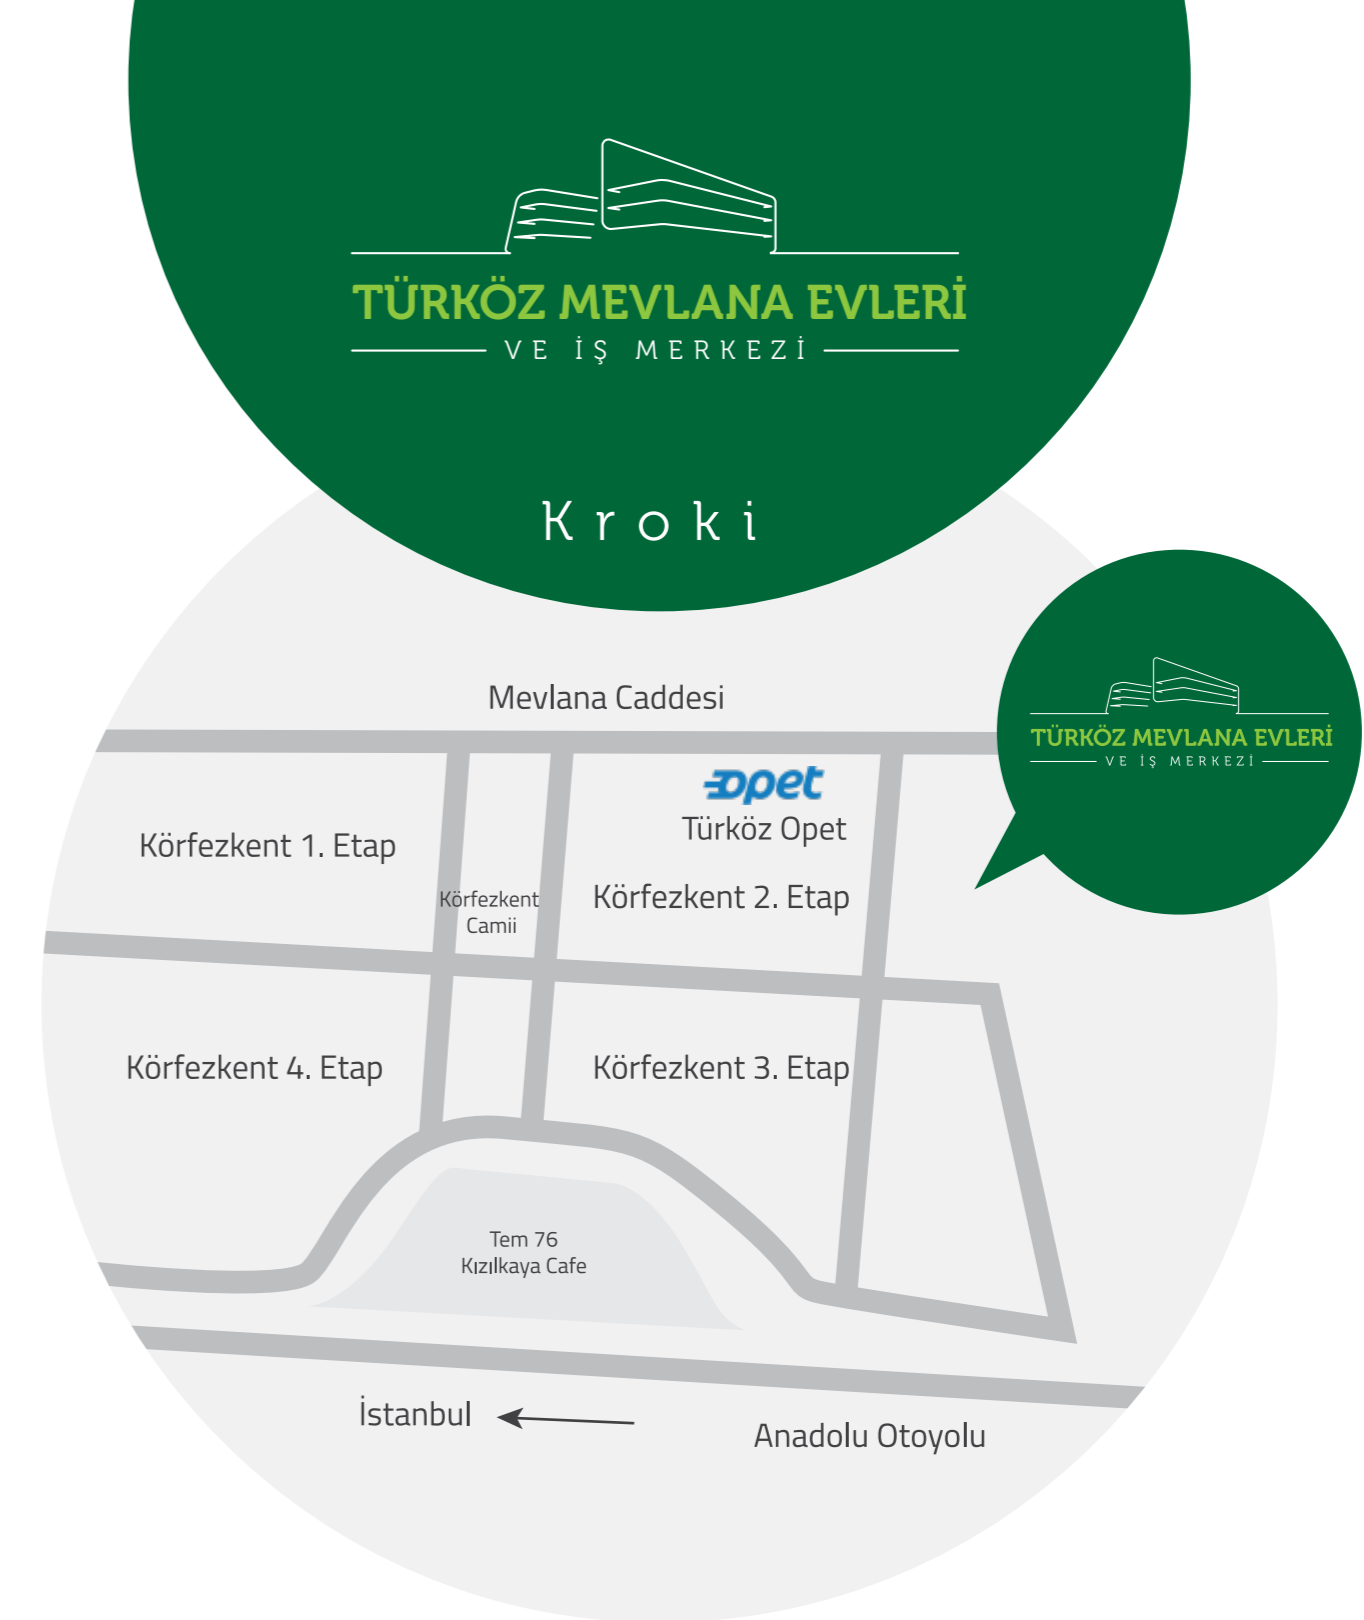 TÜRKÖZ MEVLANA EVLERİ
VE İŞ MERKEZİ
Kroki
Mevlana Caddesi
TÜRKÖZ MEVLANA EVLERİ
VE İŞ MERKEZİ
opet
Türköz Opet
Körfezkent 1. Etap
Körfezkent
Camii
Körfezkent 2. Etap
Körfezkent 4. Etap
Körfezkent 3. Etap
Tem 76
Kızılkaya Cafe
İstanbul
Anadolu Otoyolu